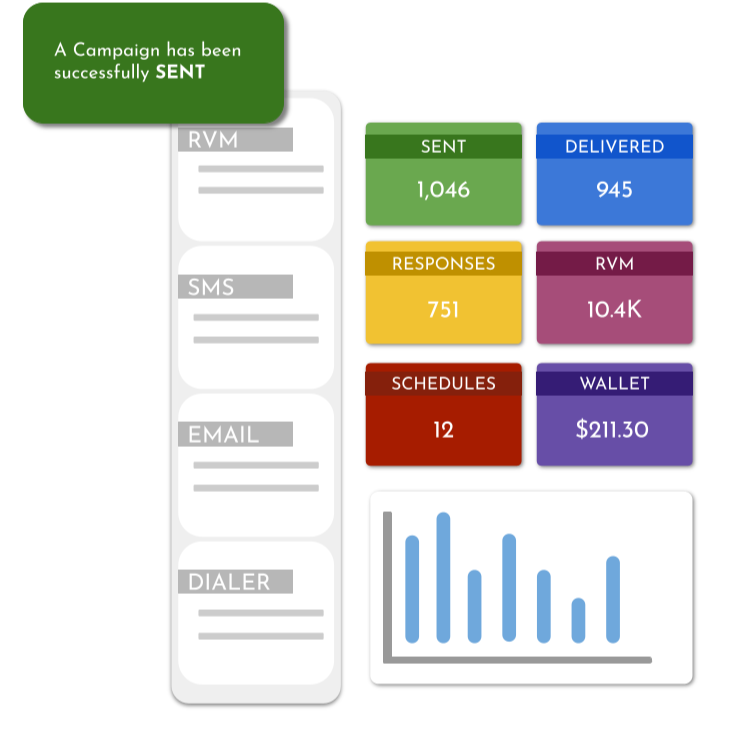 A Campaign has been
successfully SENT
RVM
SMS
EMAIL
DIALER
SENT
1,046
DELIVERED
945
RESPONSES
751
RVM
10.4K
SCHEDULES
12
WALLET
$211.30